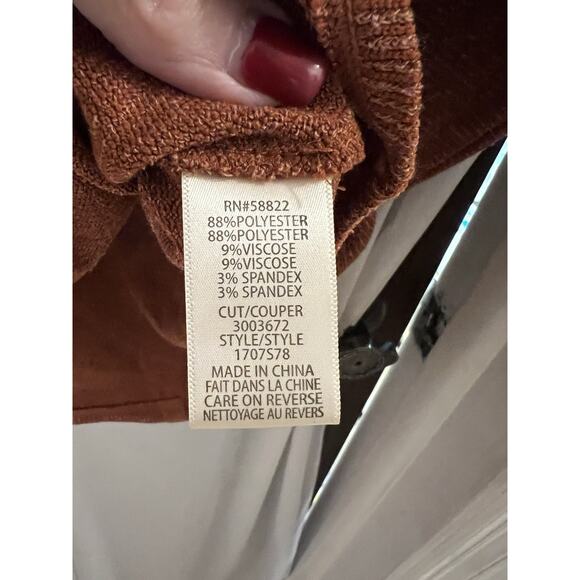 RN#58822
88%POLYESTER
88%POLYESTER
9%VISCOSE
9%VISCOSE
3% SPANDEX
3% SPANDEX
CUT/COUPER
3003672
STYLE/STYLE
1707S78
MADE IN CHINA
FAIT DANS LA CHINE
CARE ON REVERSE
NETTOYAGE AU REVERS